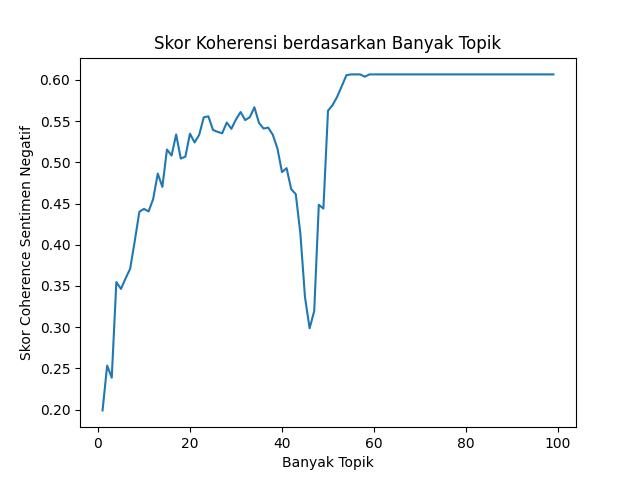 Skor Koherensi berdasarkan Banyak Topik
Skor Coherence Sentimen Negatif
0.60
0.55
0.50
0.45
0.40
0.35
0.30
0.25
0.20
0 20 40 60 80 100
Banyak Topik